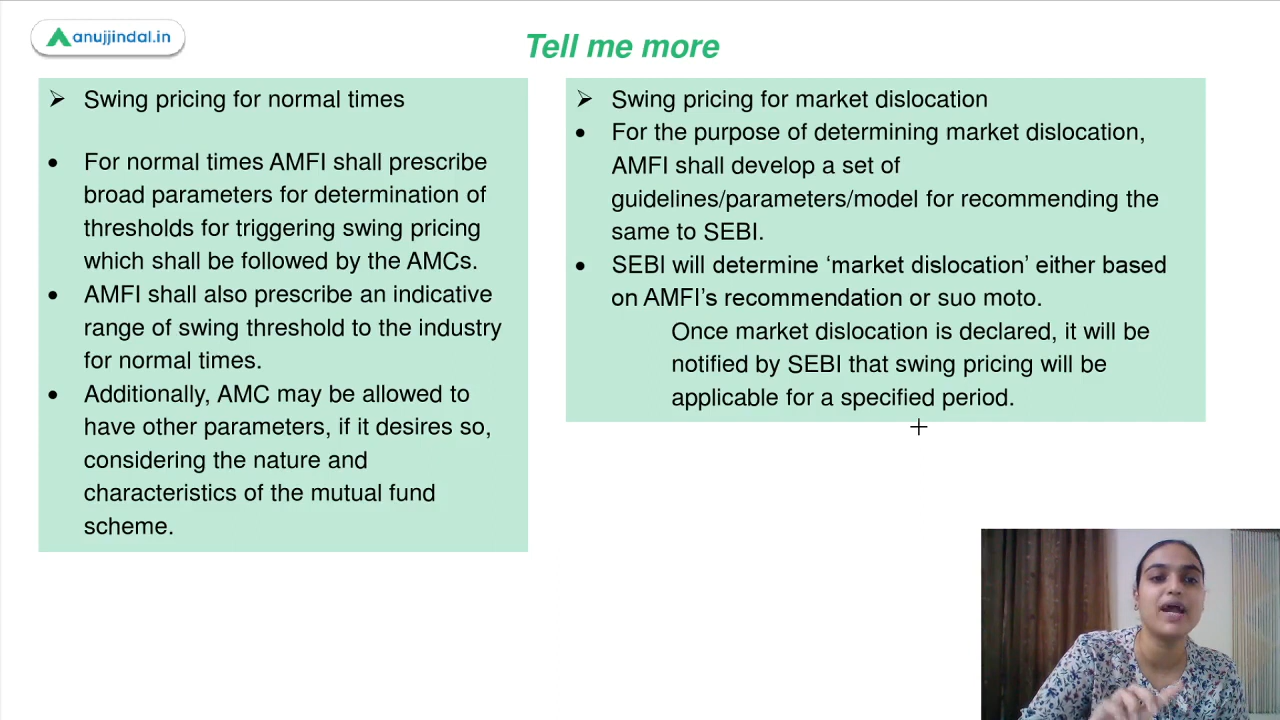 anujjindal.in
Tell me more
➢ Swing pricing for normal times
• For normal times AMFI shall prescribe
broad parameters for determination of
thresholds for triggering swing pricing
which shall be followed by the AMCs.
• AMFI shall also prescribe an indicative
range of swing threshold to the industry
for normal times.
• Additionally, AMC may be allowed to
have other parameters, if it desires so,
considering the nature and
characteristics of the mutual fund
scheme.
➢ Swing pricing for market dislocation
• For the purpose of determining market dislocation,
AMFI shall develop a set of
guidelines/parameters/model for recommending the
same to SEBI.
• SEBI will determine ‘market dislocation’ either based
on AMFI’s recommendation or suo moto.
Once market dislocation is declared, it will be
notified by SEBI that swing pricing will be
applicable for a specified period.